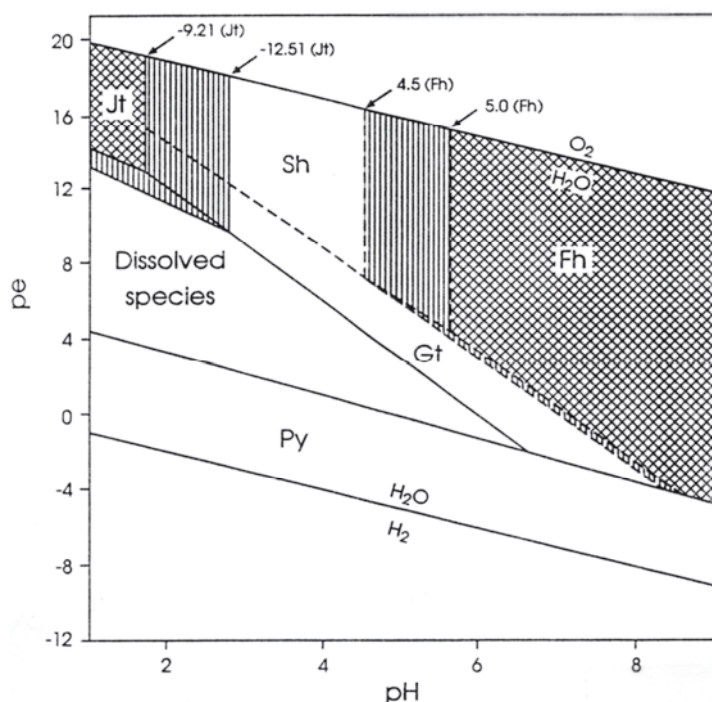 20
16
12
8
4
0
-4
-8
-12
pe
-9.21 (Jt)
-12.51 (Jt)
4.5 (Fh)
5.0 (Fh)
Jt
Sh
O2
H2O
Fh
Dissolved
species
Gt
Py
H2O
H2
2
4
6
8
pH